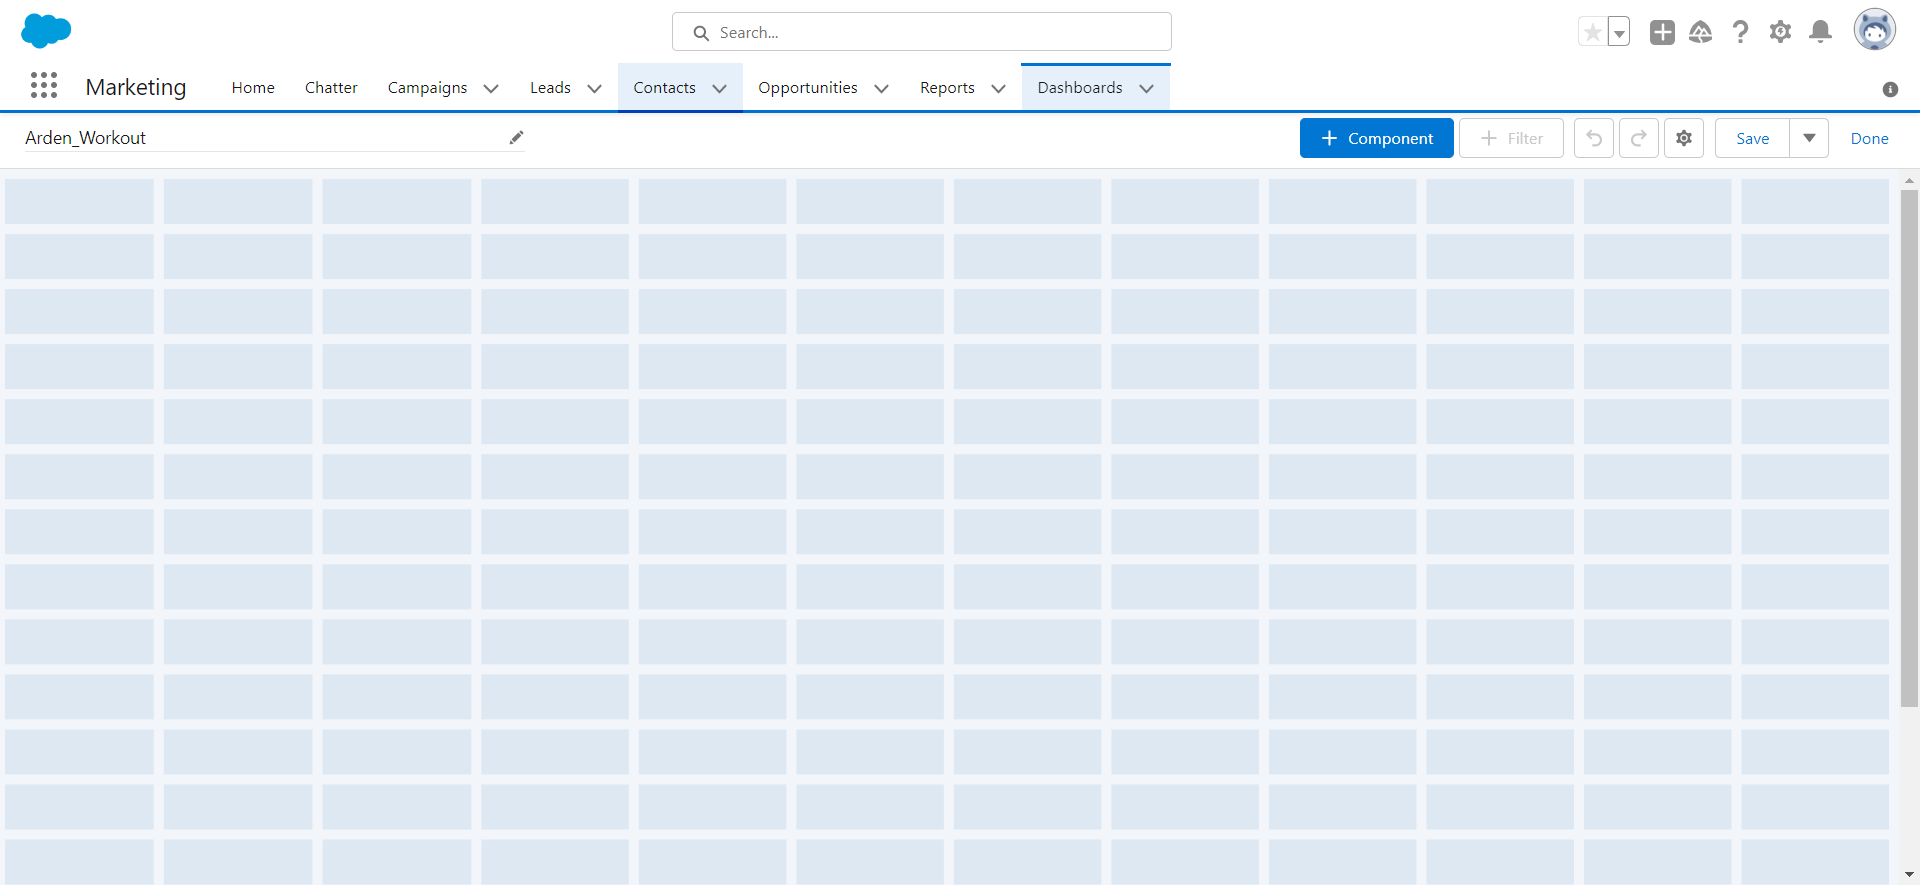 Search...
Marketing
Home
Chatter
Campaigns
Leads
Contacts
Opportunities
Reports
Dashboards
Arden_Workout
Component
Filter
Save
Done